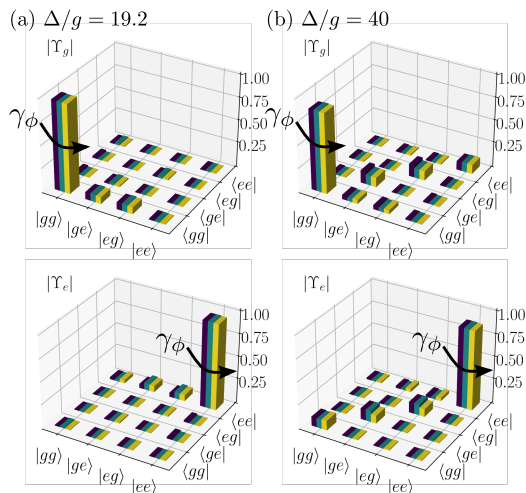 (a) Δ/g = 19.2
(b) Δ/g = 40
|Υ_g|
1.00
0.75
0.50
0.25
γ_ϕ
|gg⟩
|ge⟩
|eg⟩
|ee⟩
⟨gg|
⟨ge|
⟨eg|
⟨ee|
|Υ_g|
1.00
0.75
0.50
0.25
γ_ϕ
|gg⟩
|ge⟩
|eg⟩
|ee⟩
⟨gg|
⟨ge|
⟨eg|
⟨ee|
|Υ_e|
1.00
0.75
0.50
0.25
γ_ϕ
|gg⟩
|ge⟩
|eg⟩
|ee⟩
⟨gg|
⟨ge|
⟨eg|
⟨ee|
|Υ_e|
1.00
0.75
0.50
0.25
γ_ϕ
|gg⟩
|ge⟩
|eg⟩
|ee⟩
⟨gg|
⟨ge|
⟨eg|
⟨ee|